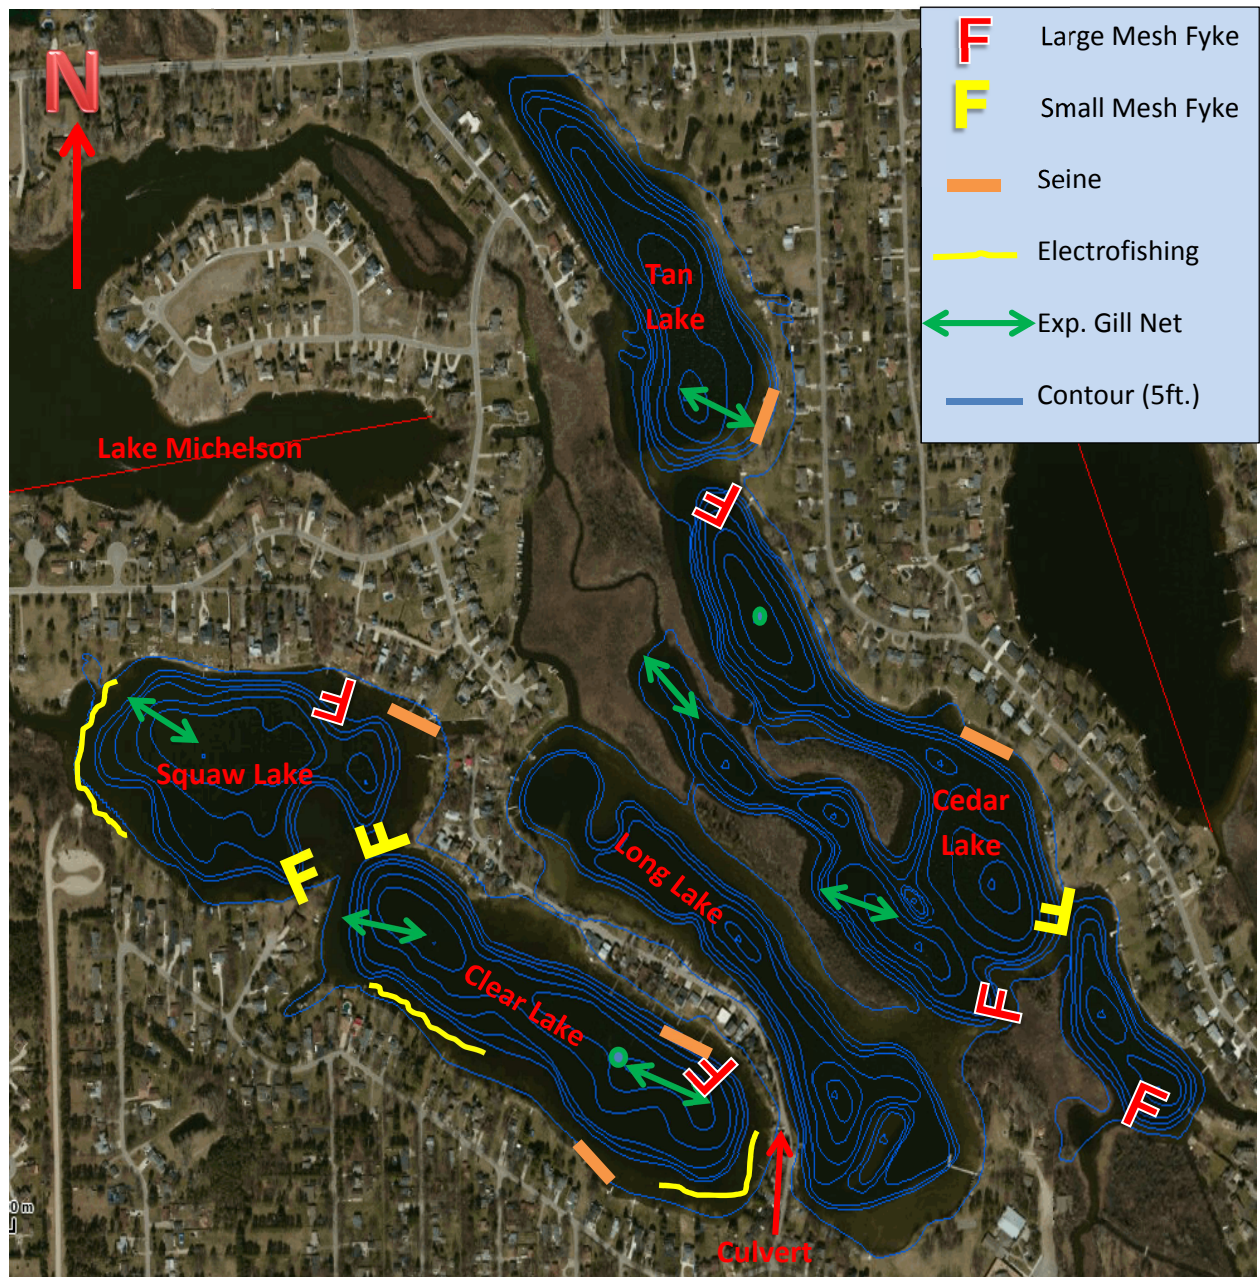 N
F Large Mesh Fyke
F Small Mesh Fyke
Seine
Electrofishing
Exp. Gill Net
Contour (5ft.)
Tan
Lake
Lake Michelson
F
F
Squaw Lake
Cedar
Lake
Long Lake
F
F
F
Clear Lake
F
F
F
Culvert